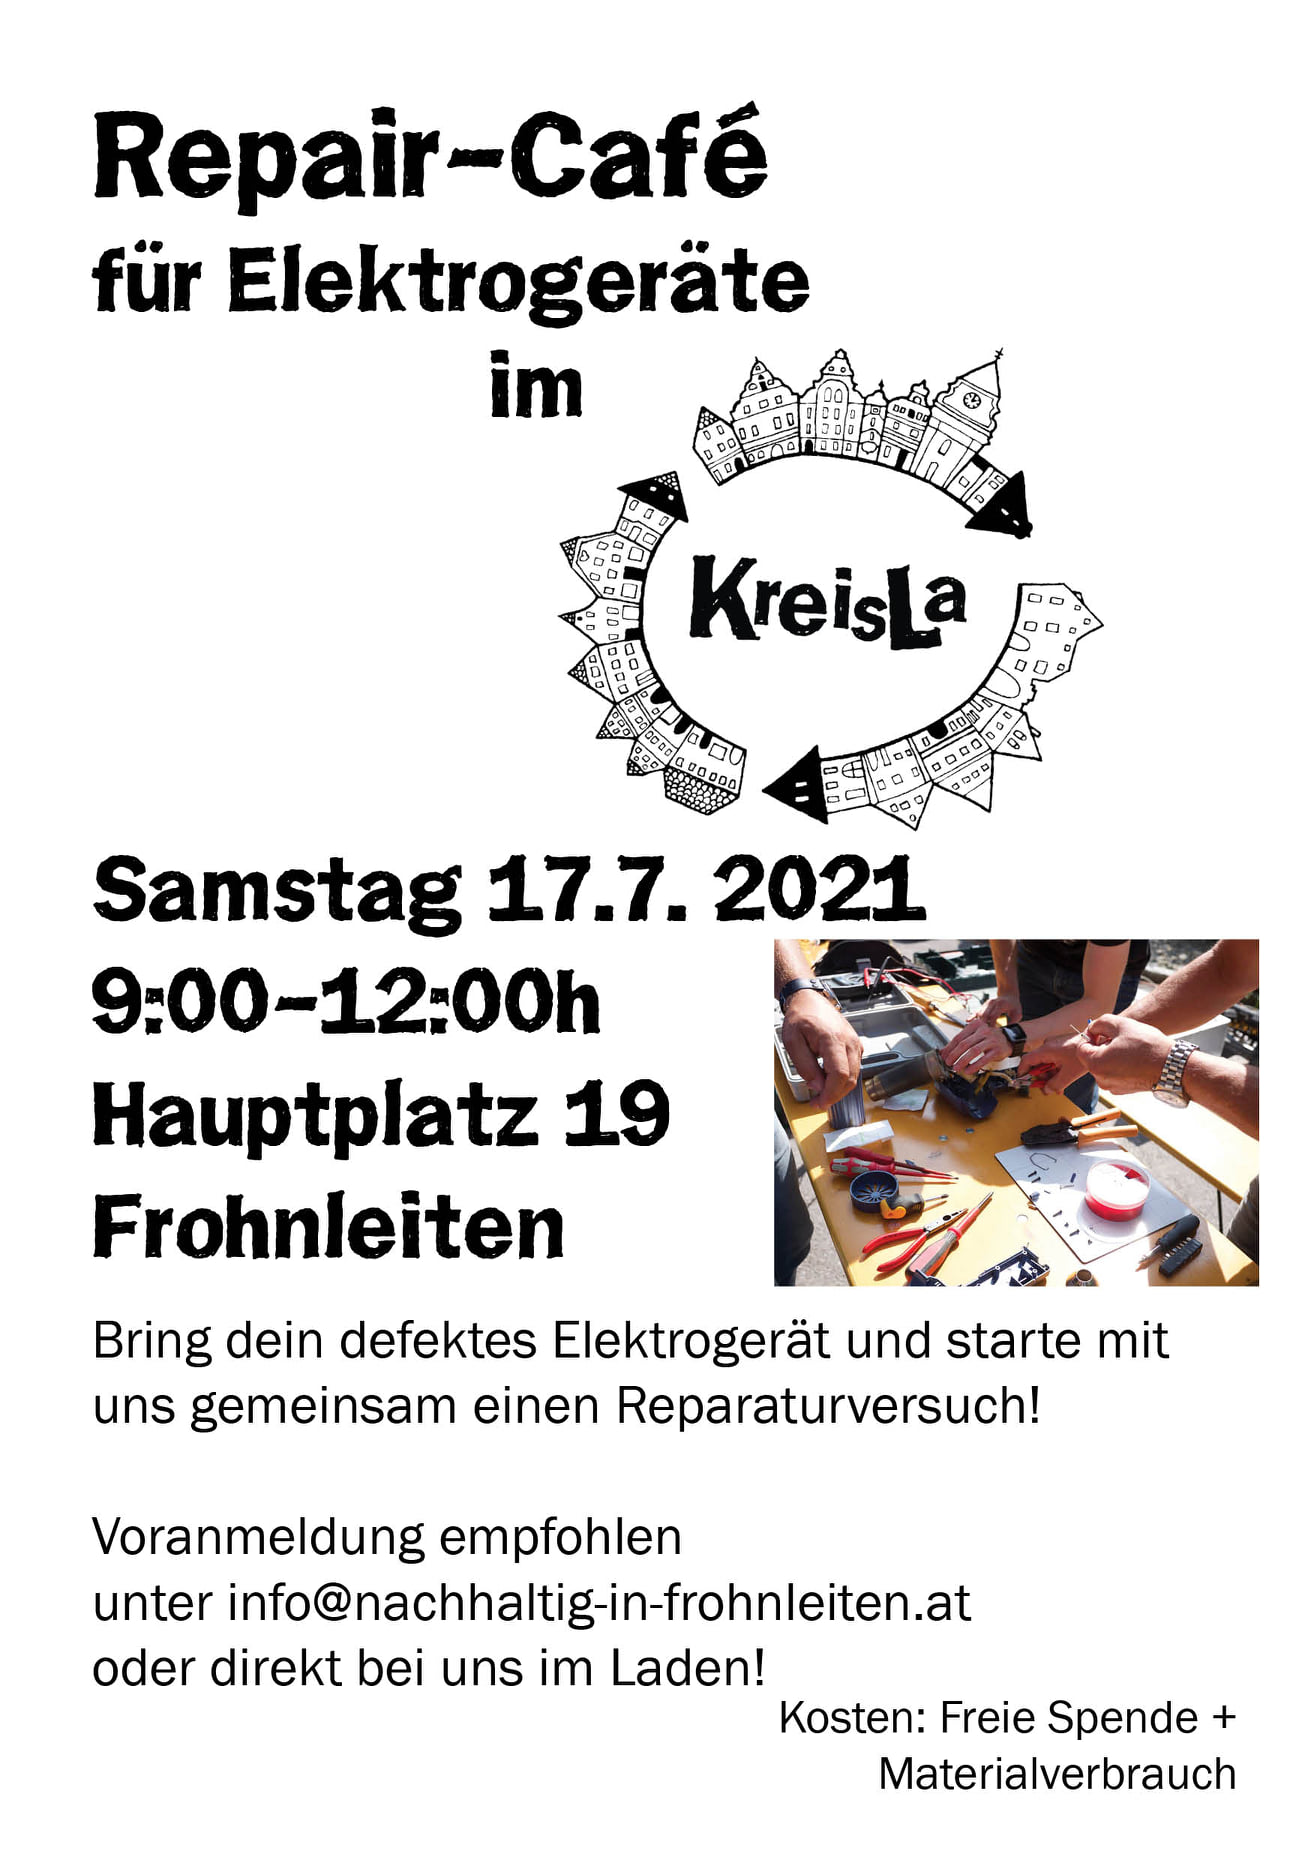 Repair-Café
für Elektrogeräte
im
KreisLa
Samstag 17.7. 2021
9:00-12:00h
Hauptplatz 19
Frohnleiten
Bring dein defektes Elektrogerät und starte mit
uns gemeinsam einen Reparaturversuch!
Voranmeldung empfohlen
unter info@nachhaltig-in-frohnleiten.at
oder direkt bei uns im Laden!
Kosten: Freie Spende +
Materialverbrauch